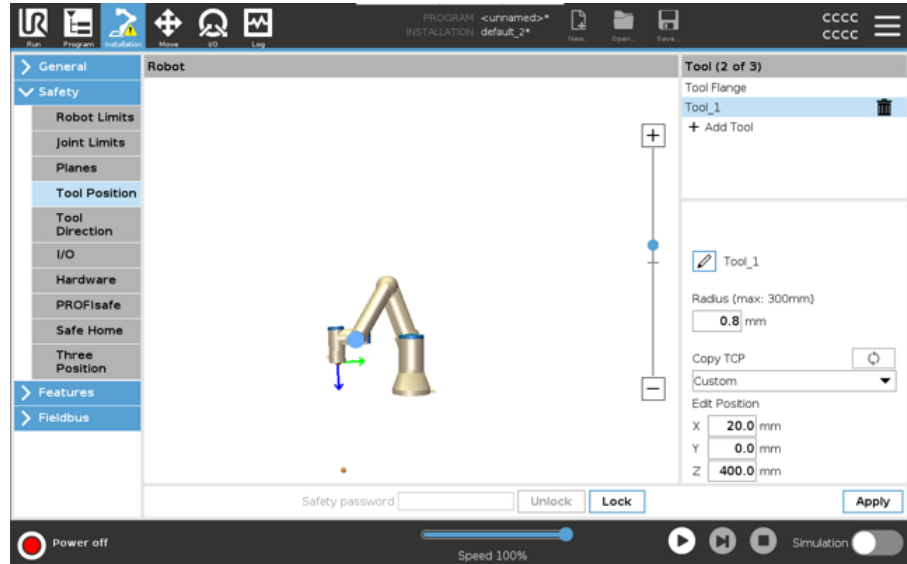 PROGRAM <unnamed>*
INSTALLATION default_2*
Run Program Installation Move I/O Log New... Open... Save...
cccc
cccc
General
Safety
Robot Limits
Joint Limits
Planes
Tool Position
Tool
Direction
I/O
Hardware
PROFIsafe
Safe Home
Three
Position
Features
Fieldbus
Robot
Tool (2 of 3)
Tool Flange
Tool_1
+ Add Tool
Tool_1
Radius (max: 300mm)
0.8 mm
Copy TCP
Custom
Edit Position
X 20.0 mm
Y 0.0 mm
Z 400.0 mm
Safety password Unlock Lock Apply
Power off
Speed 100%
Simulation